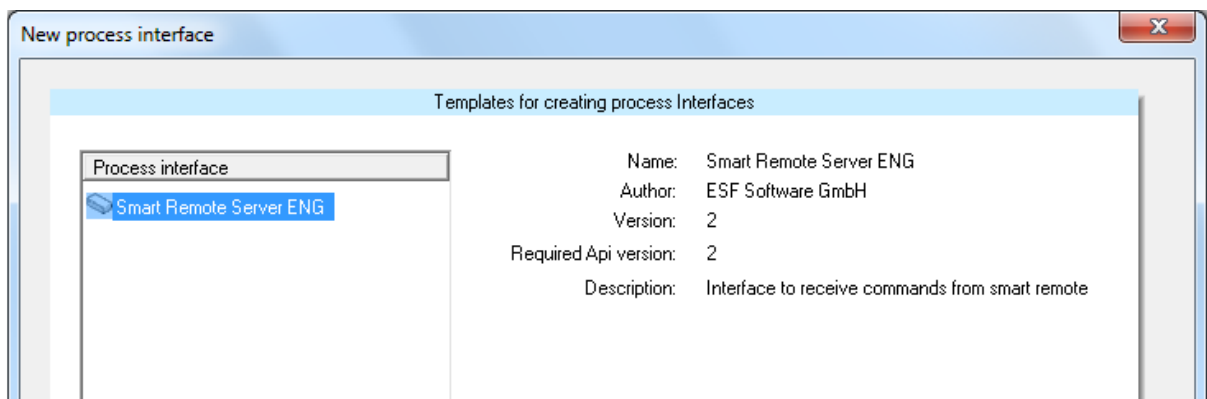 New process interface
X
Templates for creating process Interfaces
Process interface
Smart Remote Server ENG
Name: Smart Remote Server ENG
Author: ESF Software GmbH
Version: 2
Required Api version: 2
Description: Interface to receive commands from smart remote